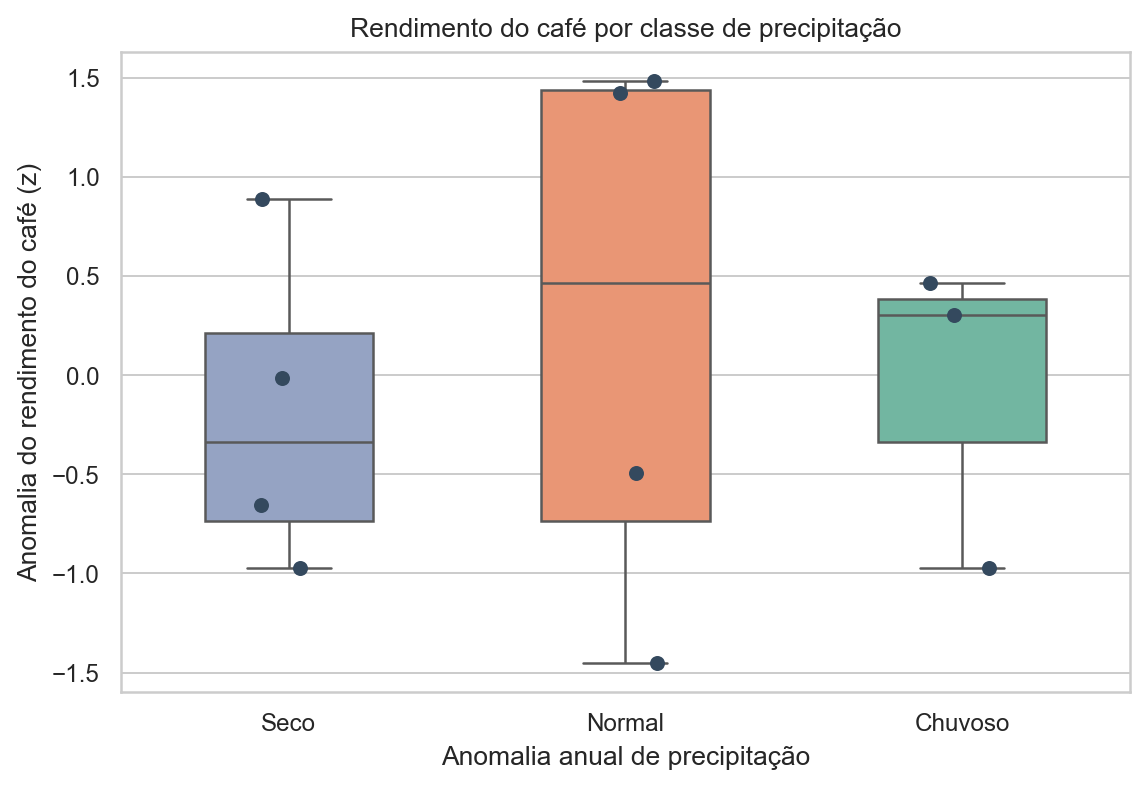 Rendimento do café por classe de precipitação
Anomalia do rendimento do café (z)
1.5
1.0
0.5
0.0
−0.5
−1.0
−1.5
Seco
Normal
Chuvoso
Anomalia anual de precipitação